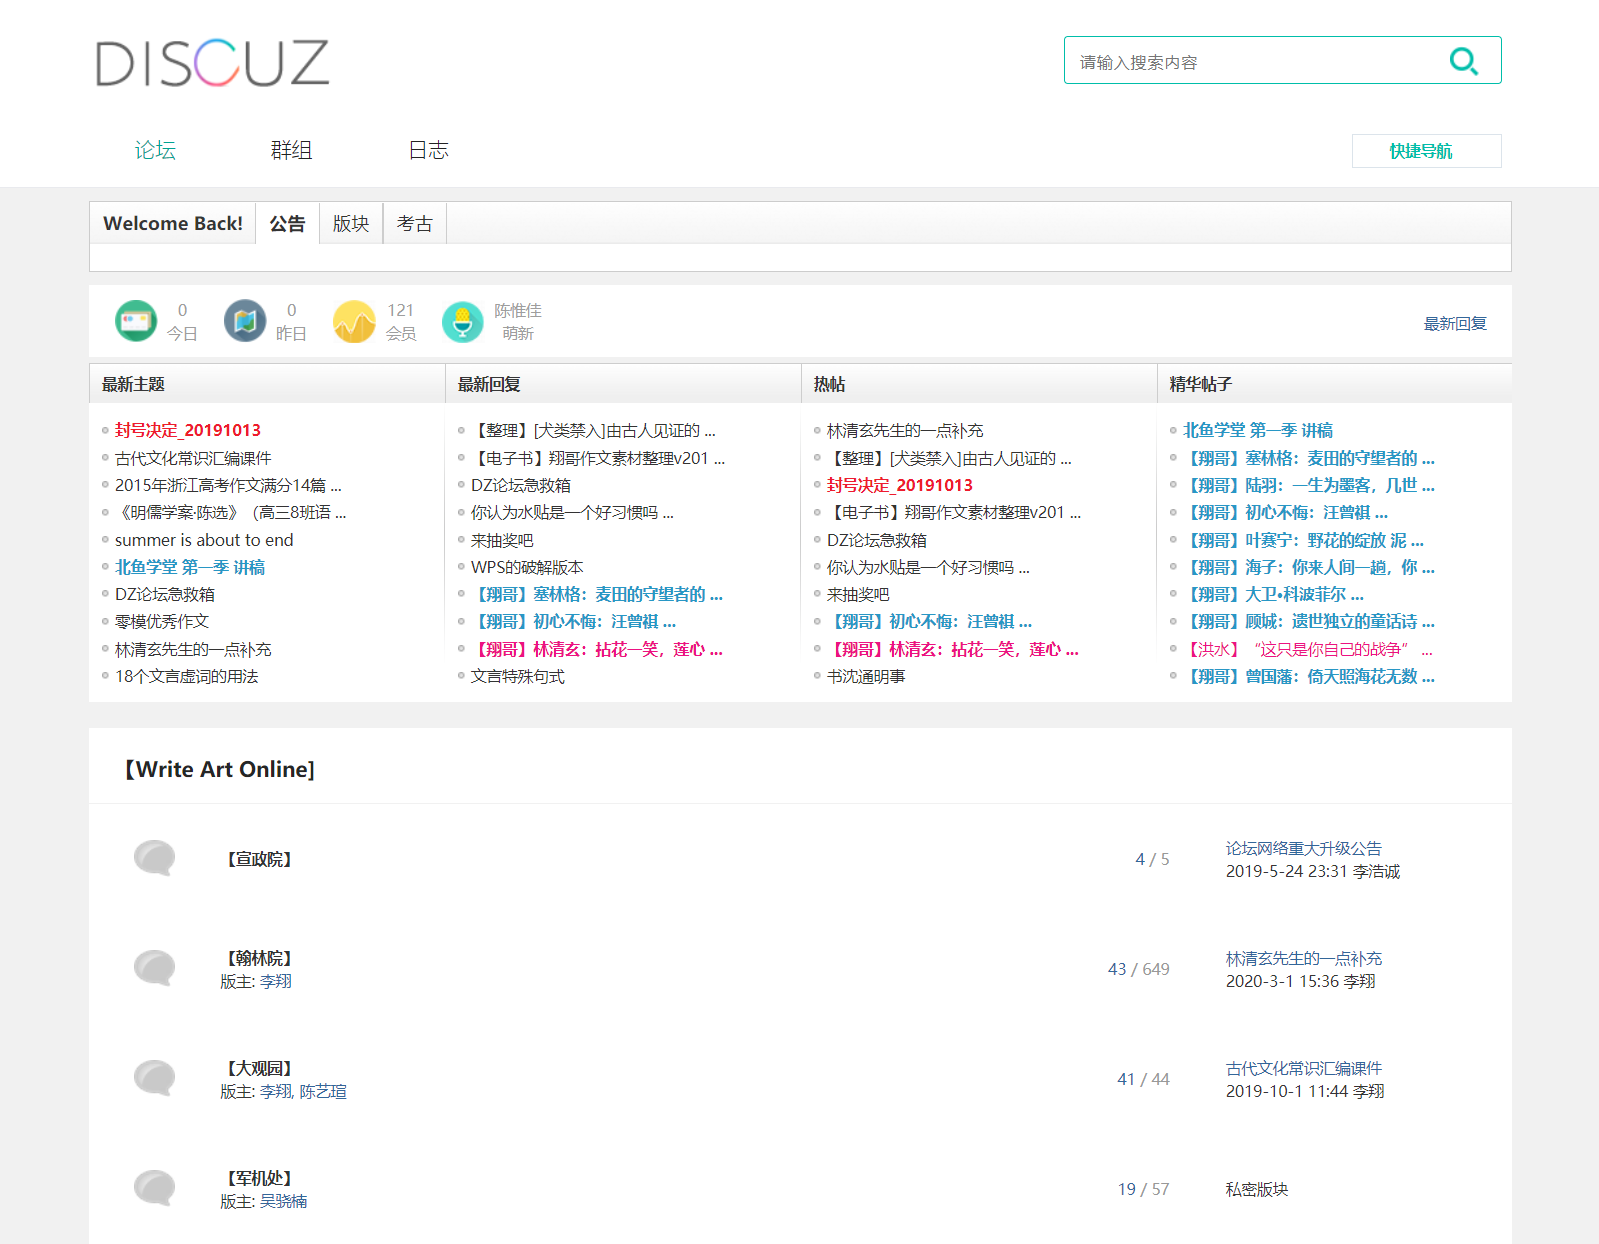 DISCUZ
请输入搜索内容
论坛 群组 日志
快捷导航
Welcome Back! 公告 版块 考古
0 今日
0 昨日
121 会员
陈惟佳 萌新
最新回复
最新主题
封号决定_20191013
古代文化常识汇编课件
2015年浙江高考作文满分14篇 ...
《明儒学案·陈选》（高三8班语 ...
summer is about to end
北鱼学堂 第一季 讲稿
DZ论坛急救箱
零模优秀作文
林清玄先生的一点补充
18个文言虚词的用法
最新回复
【整理】[犬类禁入]由古人见证的 ...
【电子书】翔哥作文素材整理v201 ...
DZ论坛急救箱
你认为水贴是一个好习惯吗 ...
来抽奖吧
WPS的破解版本
【翔哥】塞林格：麦田的守望者的 ...
【翔哥】初心不悔：汪曾祺 ...
【翔哥】林清玄：拈花一笑，莲心 ...
文言特殊句式
热帖
林清玄先生的一点补充
【整理】[犬类禁入]由古人见证的 ...
封号决定_20191013
【电子书】翔哥作文素材整理v201 ...
DZ论坛急救箱
你认为水贴是一个好习惯吗 ...
来抽奖吧
【翔哥】初心不悔：汪曾祺 ...
【翔哥】林清玄：拈花一笑，莲心 ...
书沈通明事
精华帖子
北鱼学堂 第一季 讲稿
【翔哥】塞林格：麦田的守望者的 ...
【翔哥】陆羽：一生为墨客，几世 ...
【翔哥】初心不悔：汪曾祺 ...
【翔哥】叶赛宁：野花的绽放 泥 ...
【翔哥】海子：你来人间一趟，你 ...
【翔哥】大卫•科波菲尔 ...
【翔哥】顾城：遗世独立的童话诗 ...
【洪水】“这只是你自己的战争” ...
【翔哥】曾国藩：倚天照海花无数 ...
【Write Art Online]
【宣政院】
4 / 5
论坛网络重大升级公告
2019-5-24 23:31 李浩诚
【翰林院】
版主: 李翔
43 / 649
林清玄先生的一点补充
2020-3-1 15:36 李翔
【大观园】
版主: 李翔, 陈艺瑄
41 / 44
古代文化常识汇编课件
2019-10-1 11:44 李翔
【军机处】
版主: 吴骁楠
19 / 57
私密版块